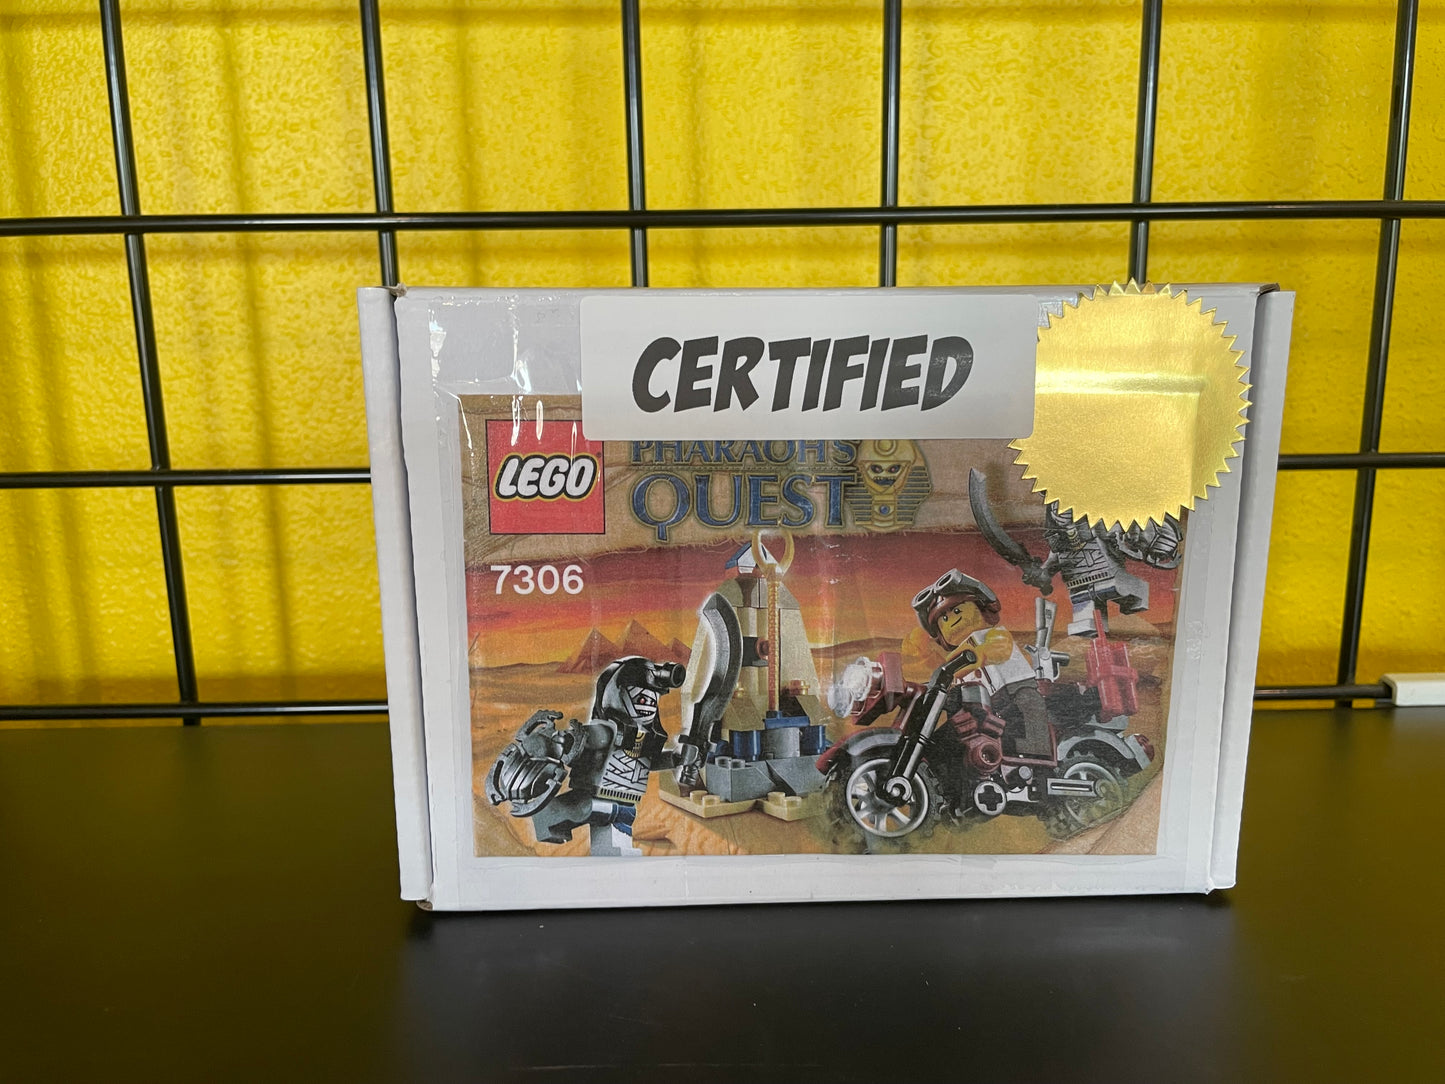 CERTIFIED
LEGO
PHARAOH'S
QUEST
7306